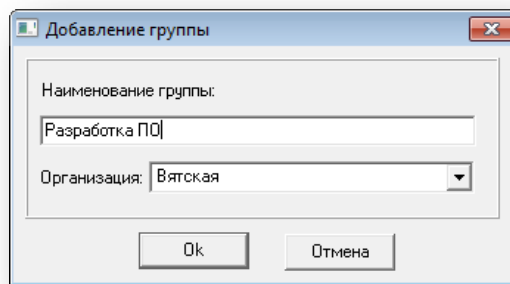 Добавление группы
Наименование группы:
Разработка ПО
Организация: Вятская
Ok Отмена